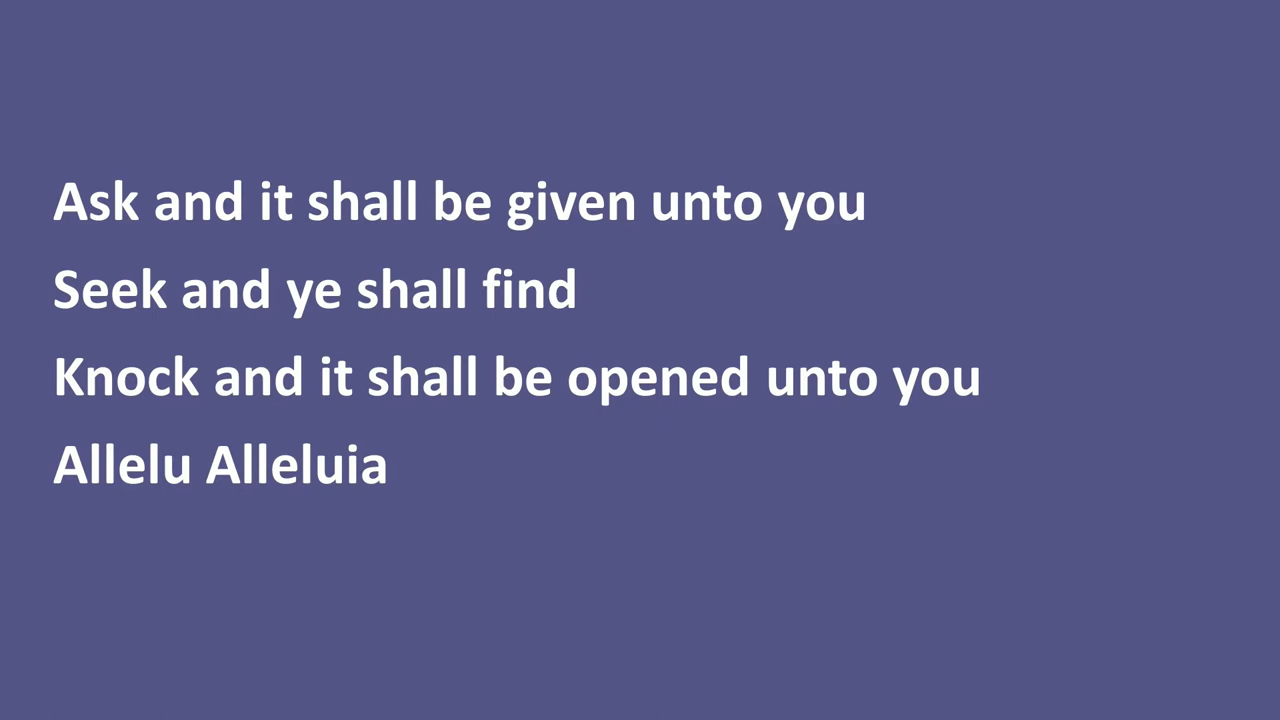 Ask and it shall be given unto you
Seek and ye shall find
Knock and it shall be opened unto you
Allelu Alleluia